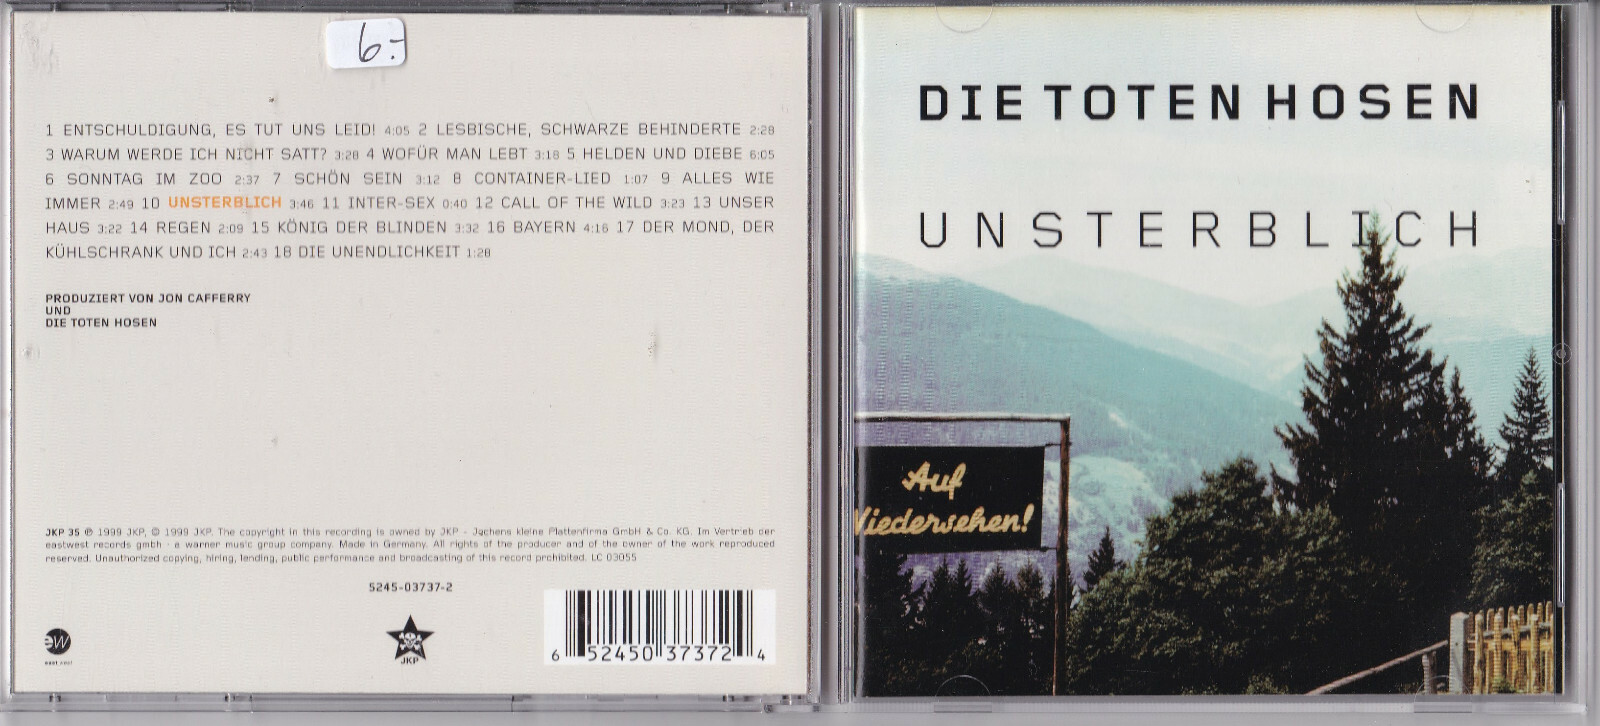 6.-
1 ENTSCHULDIGUNG, ES TUT UNS LEID! 4:05 2 LESBISCHE, SCHWARZE BEHINDERTE 2:28
3 WARUM WERDE ICH NICHT SATT? 3:28 4 WOFÜR MAN LEBT 3:18 5 HELDEN UND DIEBE 6:05
6 SONNTAG IM ZOO 2:37 7 SCHÖN SEIN 3:12 8 CONTAINER-LIED 1:07 9 ALLES WIE
IMMER 2:49 10 UNSTERBLICH 3:46 11 INTER-SEX 0:40 12 CALL OF THE WILD 3:23 13 UNSER
HAUS 3:22 14 REGEN 2:09 15 KÖNIG DER BLINDEN 3:32 16 BAYERN 4:16 17 DER MOND, DER
KÜHLSCHRANK UND ICH 2:43 18 DIE UNENDLICHKEIT 1:28
PRODUZIERT VON JON CAFFERRY
UND
DIE TOTEN HOSEN
JKP 35 ℗ 1999 JKP, © 1999 JKP. The copyright in this recording is owned by JKP - Jochens kleine Plattenfirma GmbH & Co. KG. Im Vertrieb der
eastwest records gmbh - a warner music group company. Made in Germany. All rights of the producer and of the owner of the work reproduced
reserved. Unauthorized copying, hiring, lending, public performance and broadcasting of this record prohibited. LC 03055
5245-03737-2
ew
east west
JKP
6 52450 37372 4
DIE TOTEN HOSEN
UNSTERBLICH
Auf
Wiedersehen!